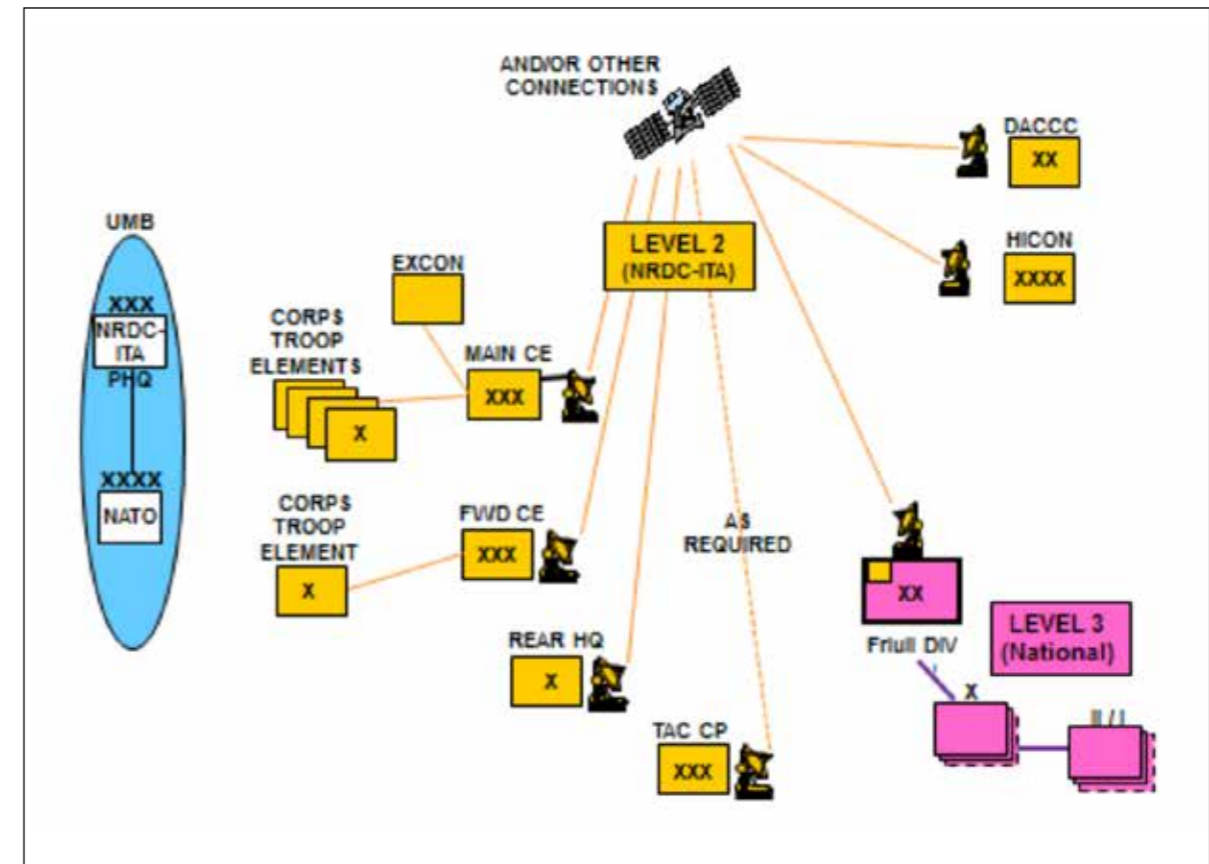 AND/OR OTHER
CONNECTIONS
DACCC
XX
HICON
XXXX
UMB
XXX
NRDC-
ITA
PHQ
XXXX
NATO
LEVEL 2
(NRDC-ITA)
EXCON
CORPS
TROOP
ELEMENTS
X
MAIN CE
XXX
CORPS
TROOP
ELEMENT
X
FWD CE
XXX
AS
REQUIRED
REAR HQ
X
TAC CP
XXX
XX
Friuli DIV
LEVEL 3
(National)
X
II / I